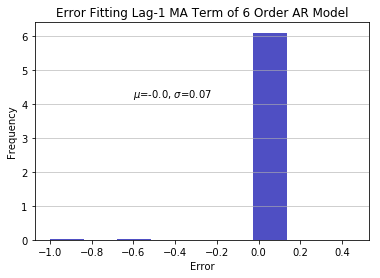 Error Fitting Lag-1 MA Term of 6 Order AR Model
6
5
4
3
2
1
0
Frequency
μ=-0.0, σ=0.07
−1.0 −0.8 −0.6 −0.4 −0.2 0.0 0.2 0.4
Error